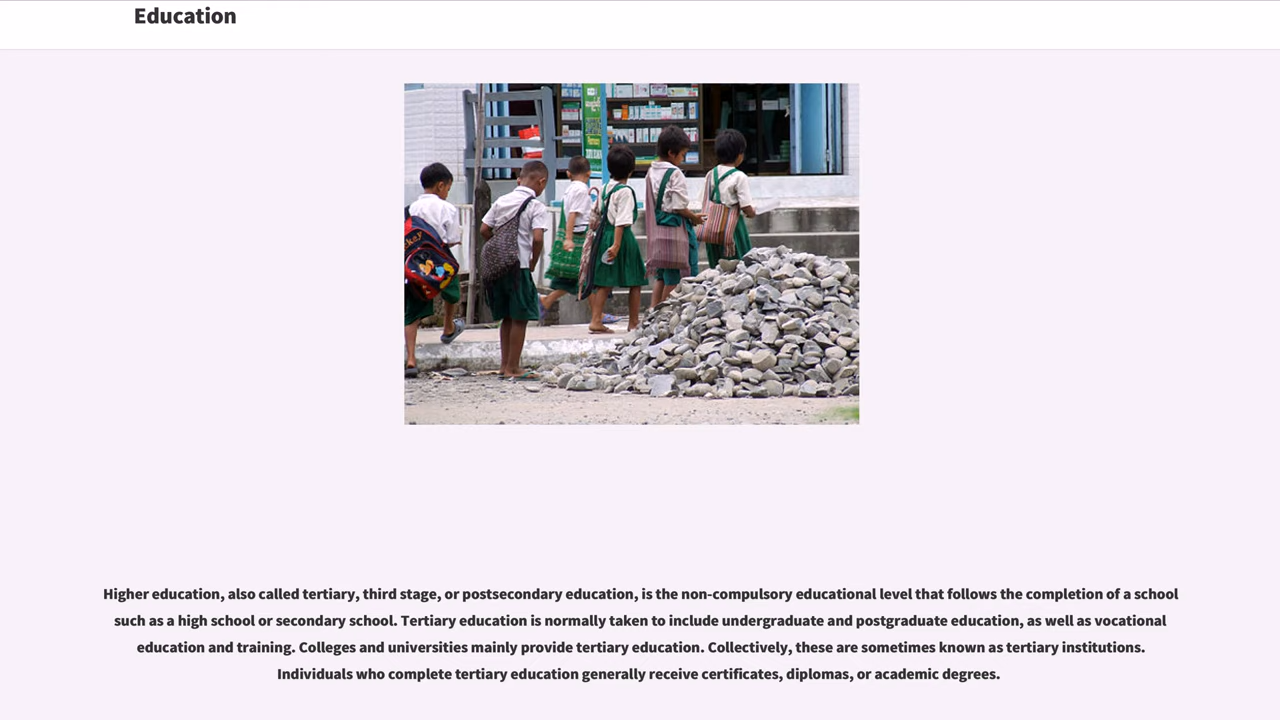 Education
Higher education, also called tertiary, third stage, or postsecondary education, is the non-compulsory educational level that follows the completion of a school
such as a high school or secondary school. Tertiary education is normally taken to include undergraduate and postgraduate education, as well as vocational
education and training. Colleges and universities mainly provide tertiary education. Collectively, these are sometimes known as tertiary institutions.
Individuals who complete tertiary education generally receive certificates, diplomas, or academic degrees.